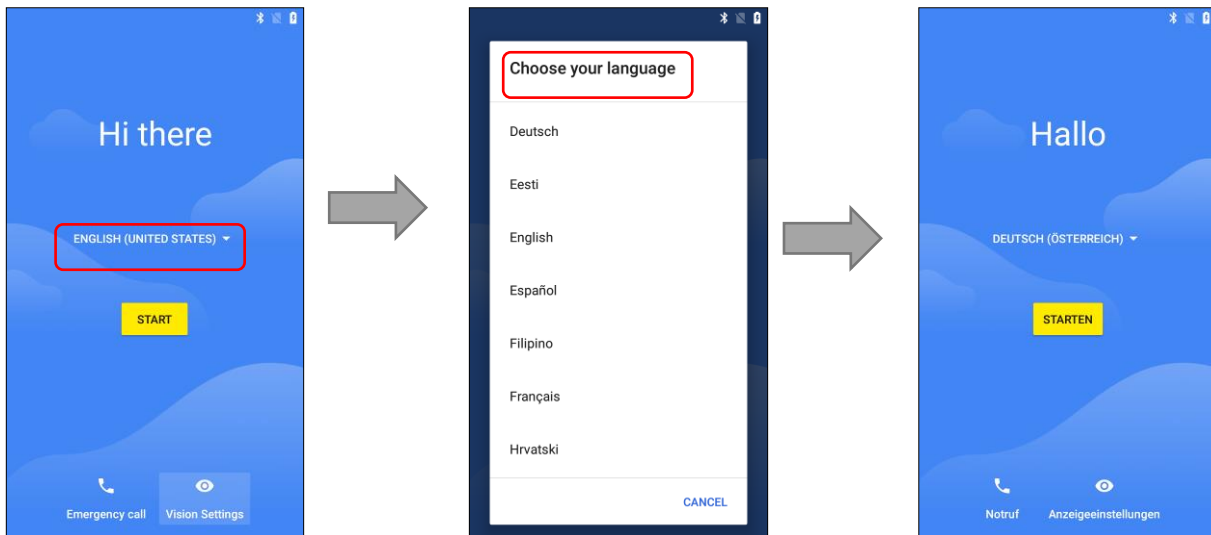 Hi there
ENGLISH (UNITED STATES)
START
Emergency call
Vision Settings
Choose your language
Deutsch
Eesti
English
Español
Filipino
Français
Hrvatski
CANCEL
Hallo
DEUTSCH (ÖSTERREICH)
STARTEN
Notruf
Anzeigeeinstellungen